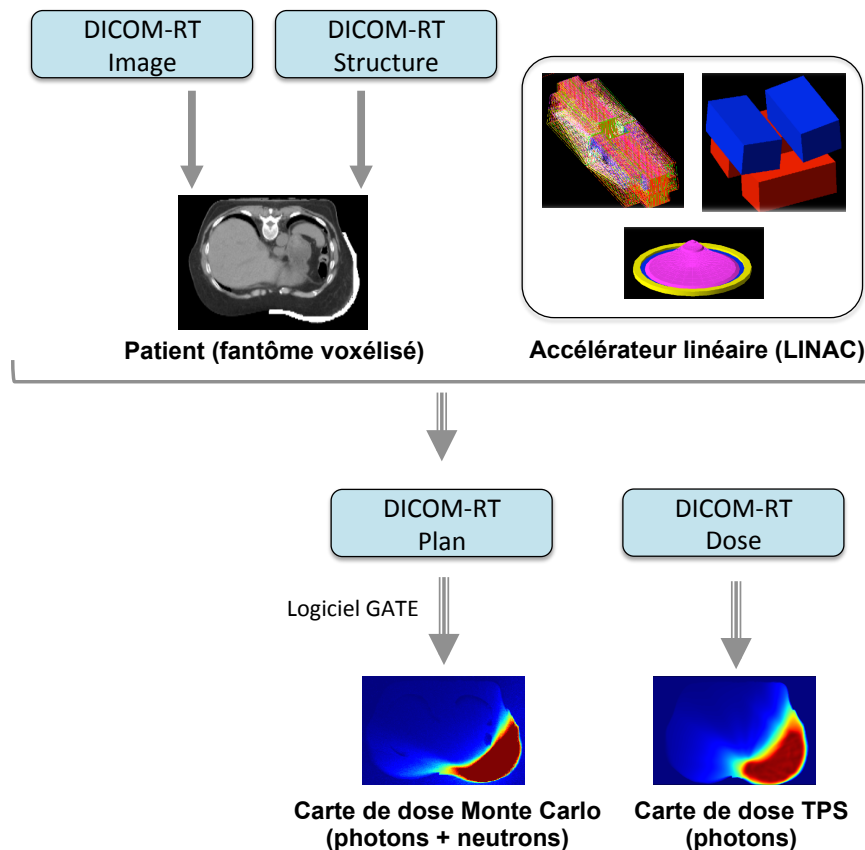 DICOM-RT
Image
DICOM-RT
Structure
Patient (fantôme voxélisé)
Accélérateur linéaire (LINAC)
DICOM-RT
Plan
DICOM-RT
Dose
Logiciel GATE
Carte de dose Monte Carlo
(photons + neutrons)
Carte de dose TPS
(photons)